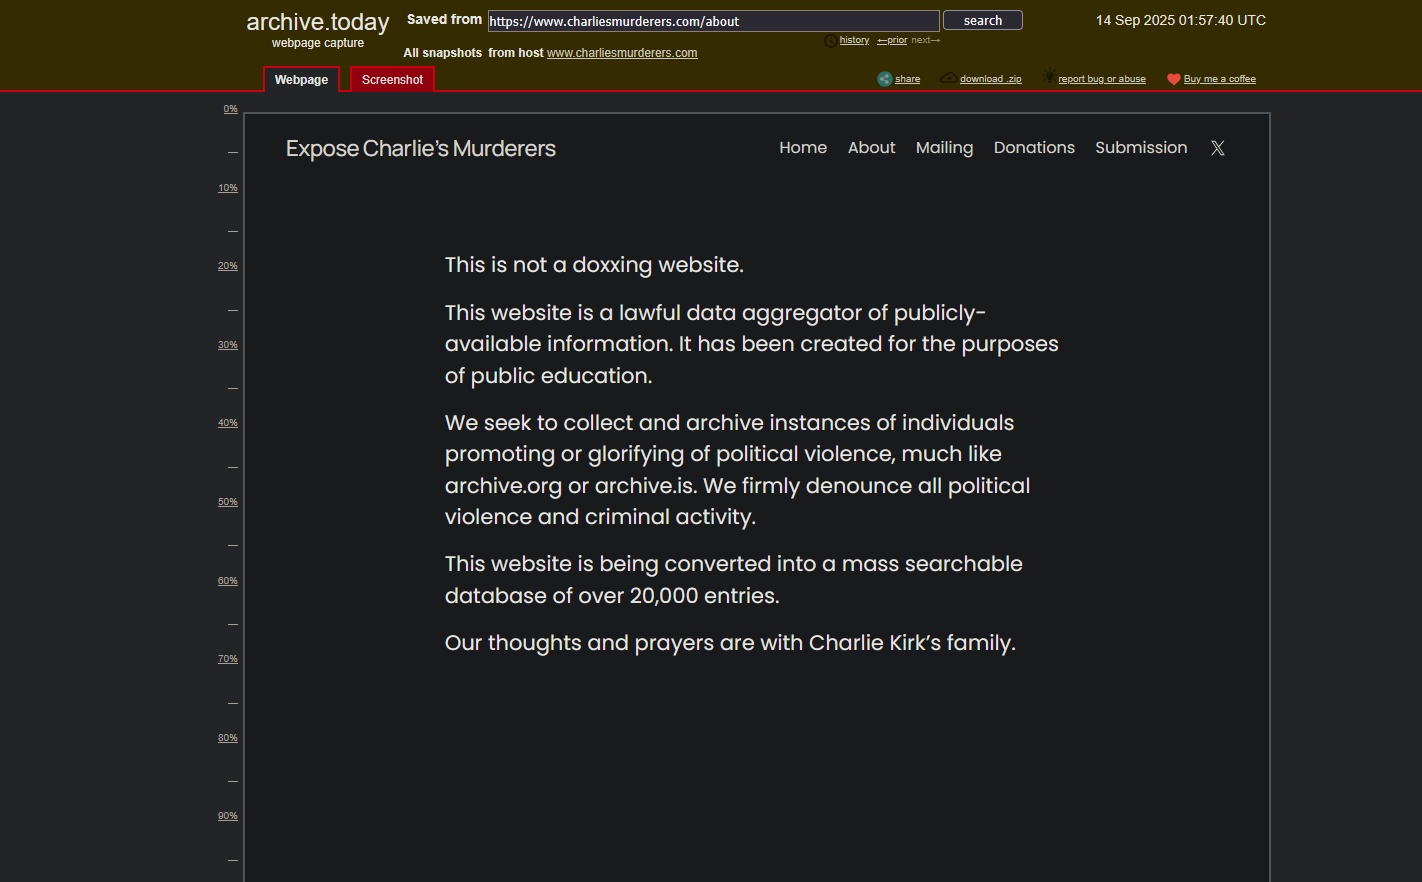 archive.today
webpage capture
Saved from https://www.charliesmurderers.com/about search 14 Sep 2025 01:57:40 UTC
history ←prior next→
All snapshots from host www.charliesmurderers.com
Webpage Screenshot
share download .zip report bug or abuse Buy me a coffee
0%
10%
20%
30%
40%
50%
60%
70%
80%
90%
Expose Charlie's Murderers Home About Mailing Donations Submission 𝕏
This is not a doxxing website.
This website is a lawful data aggregator of publicly-
available information. It has been created for the purposes
of public education.
We seek to collect and archive instances of individuals
promoting or glorifying of political violence, much like
archive.org or archive.is. We firmly denounce all political
violence and criminal activity.
This website is being converted into a mass searchable
database of over 20,000 entries.
Our thoughts and prayers are with Charlie Kirk's family.